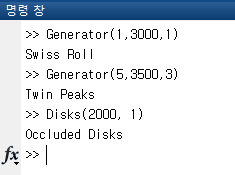 명령 창
>> Generator(1,3000,1)
Swiss Roll
>> Generator(5,3500,3)
Twin Peaks
>> Disks(2000, 1)
Occluded Disks
fx >>